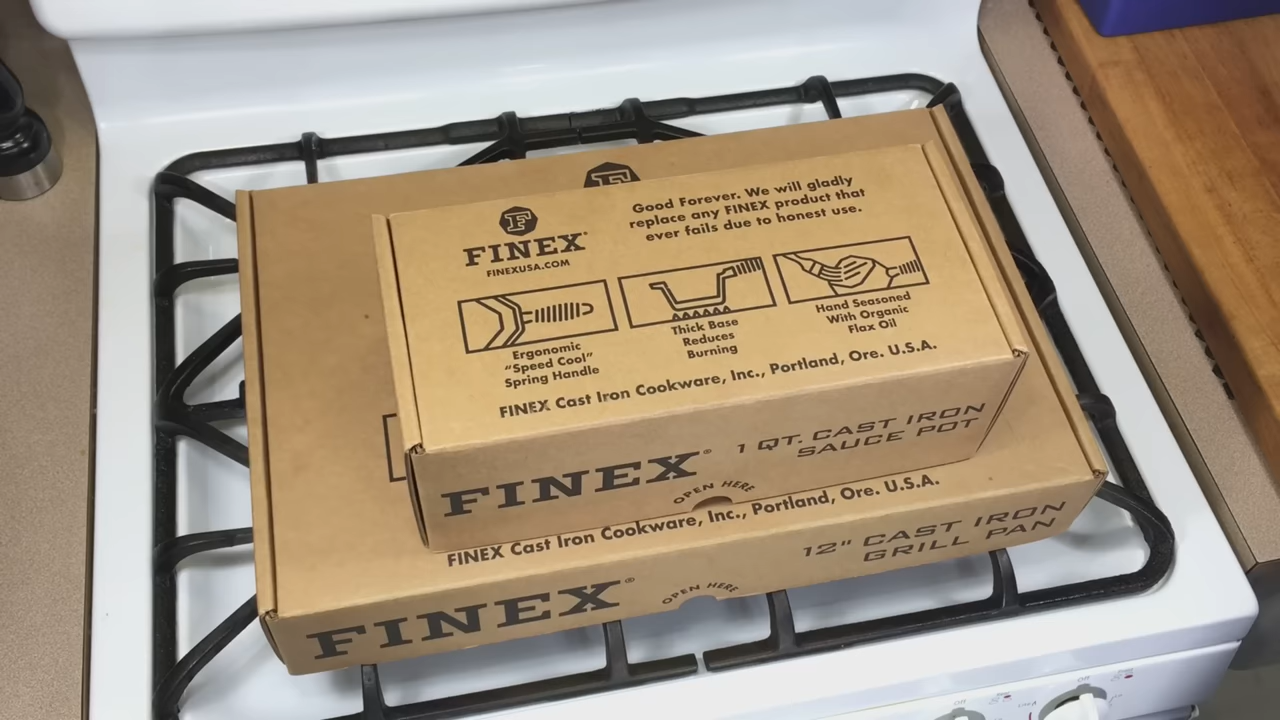 F
F
FINEX®
FINEXUSA.COM
Good Forever. We will gladly
replace any FINEX product that
ever fails due to honest use.
Ergonomic
"Speed Cool"
Spring Handle
Thick Base
Reduces
Burning
Hand Seasoned
With Organic
Flax Oil
FINEX Cast Iron Cookware, Inc., Portland, Ore. U.S.A.
FINEX®
1 QT. CAST IRON
SAUCE POT
OPEN HERE
FINEX Cast Iron Cookware, Inc., Portland, Ore. U.S.A.
FINEX®
OPEN HERE
12" CAST IRON
GRILL PAN
Off
Off